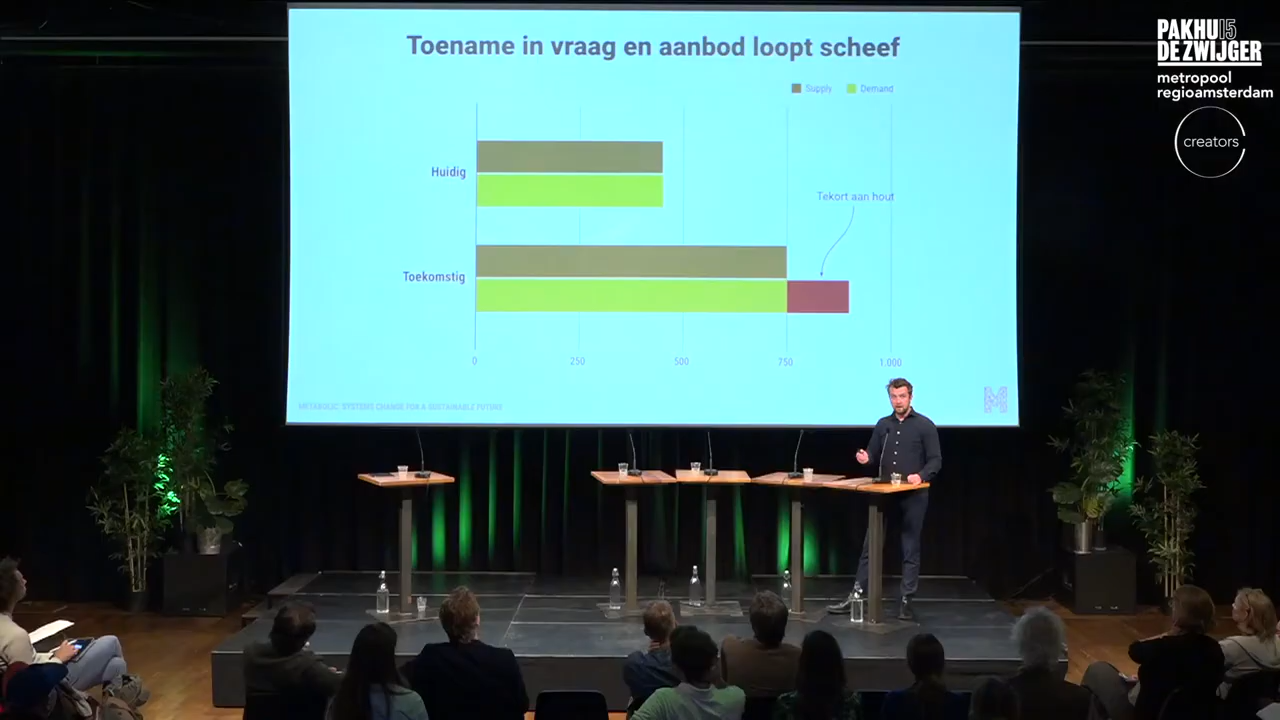 Toename in vraag en aanbod loopt scheef
Supply Demand
Huidig
Tekort aan hout
Toekomstig
0 250 500 750 1.000
METABOLIC: SYSTEMS CHANGE FOR A SUSTAINABLE FUTURE
M
PAKHU15
DE ZWIJGER
metropool
regioamsterdam
creators